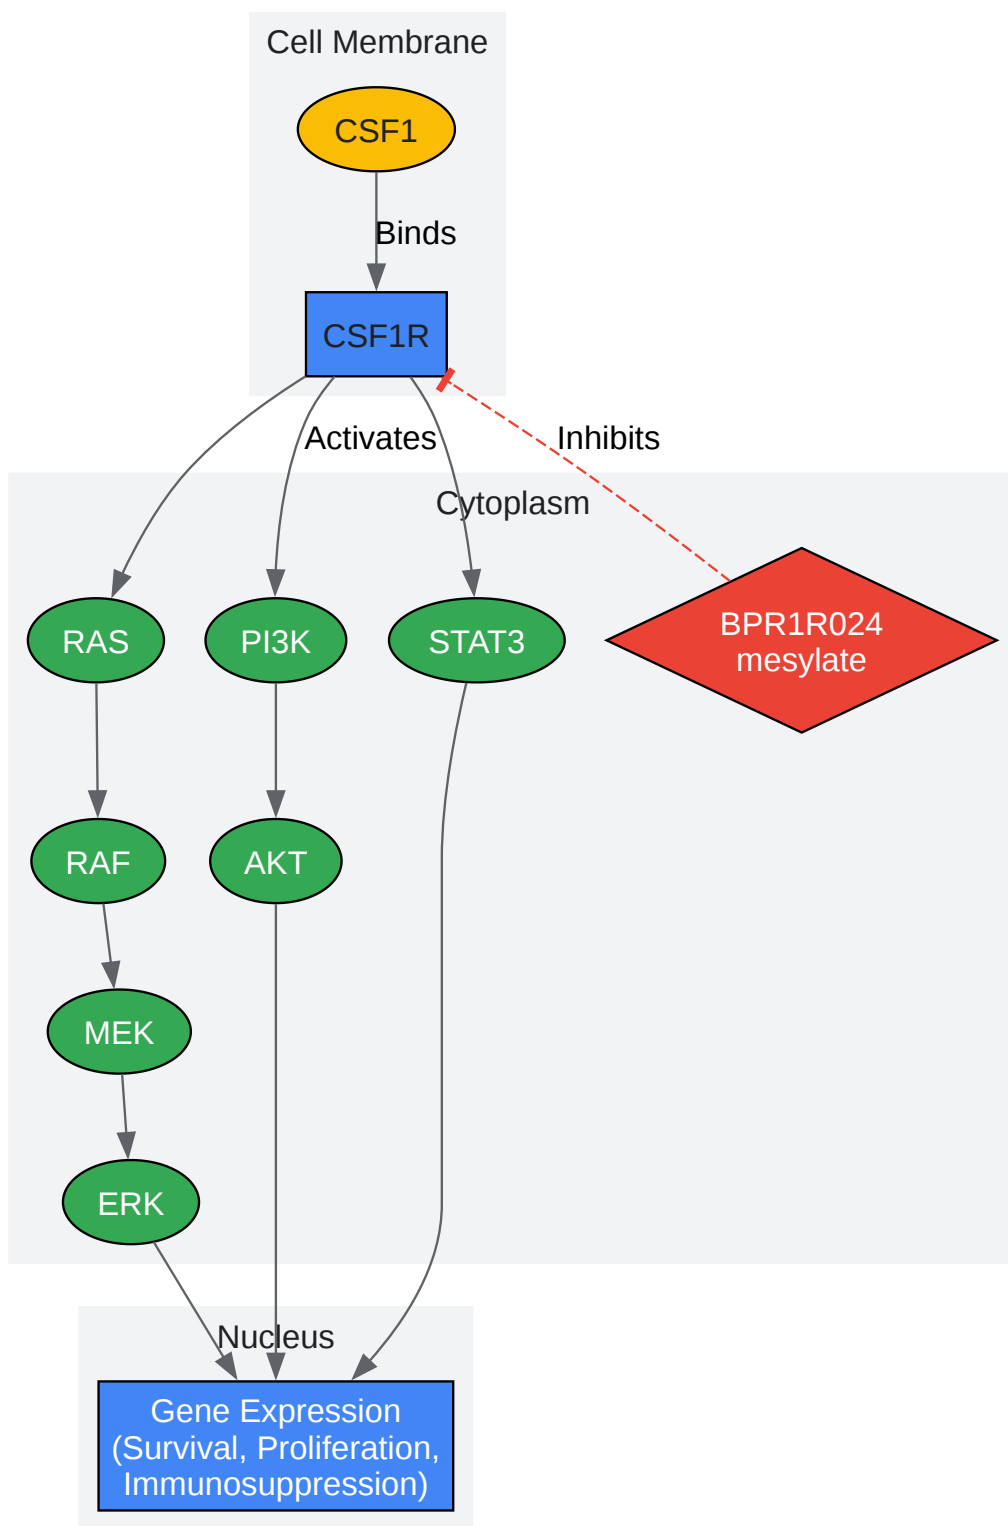 Cell Membrane
CSF1
Binds
CSF1R
Activates
Inhibits
Cytoplasm
RAS
PI3K
STAT3
BPR1R024
mesylate
RAF
AKT
MEK
ERK
Nucleus
Gene Expression
(Survival, Proliferation,
Immunosuppression)